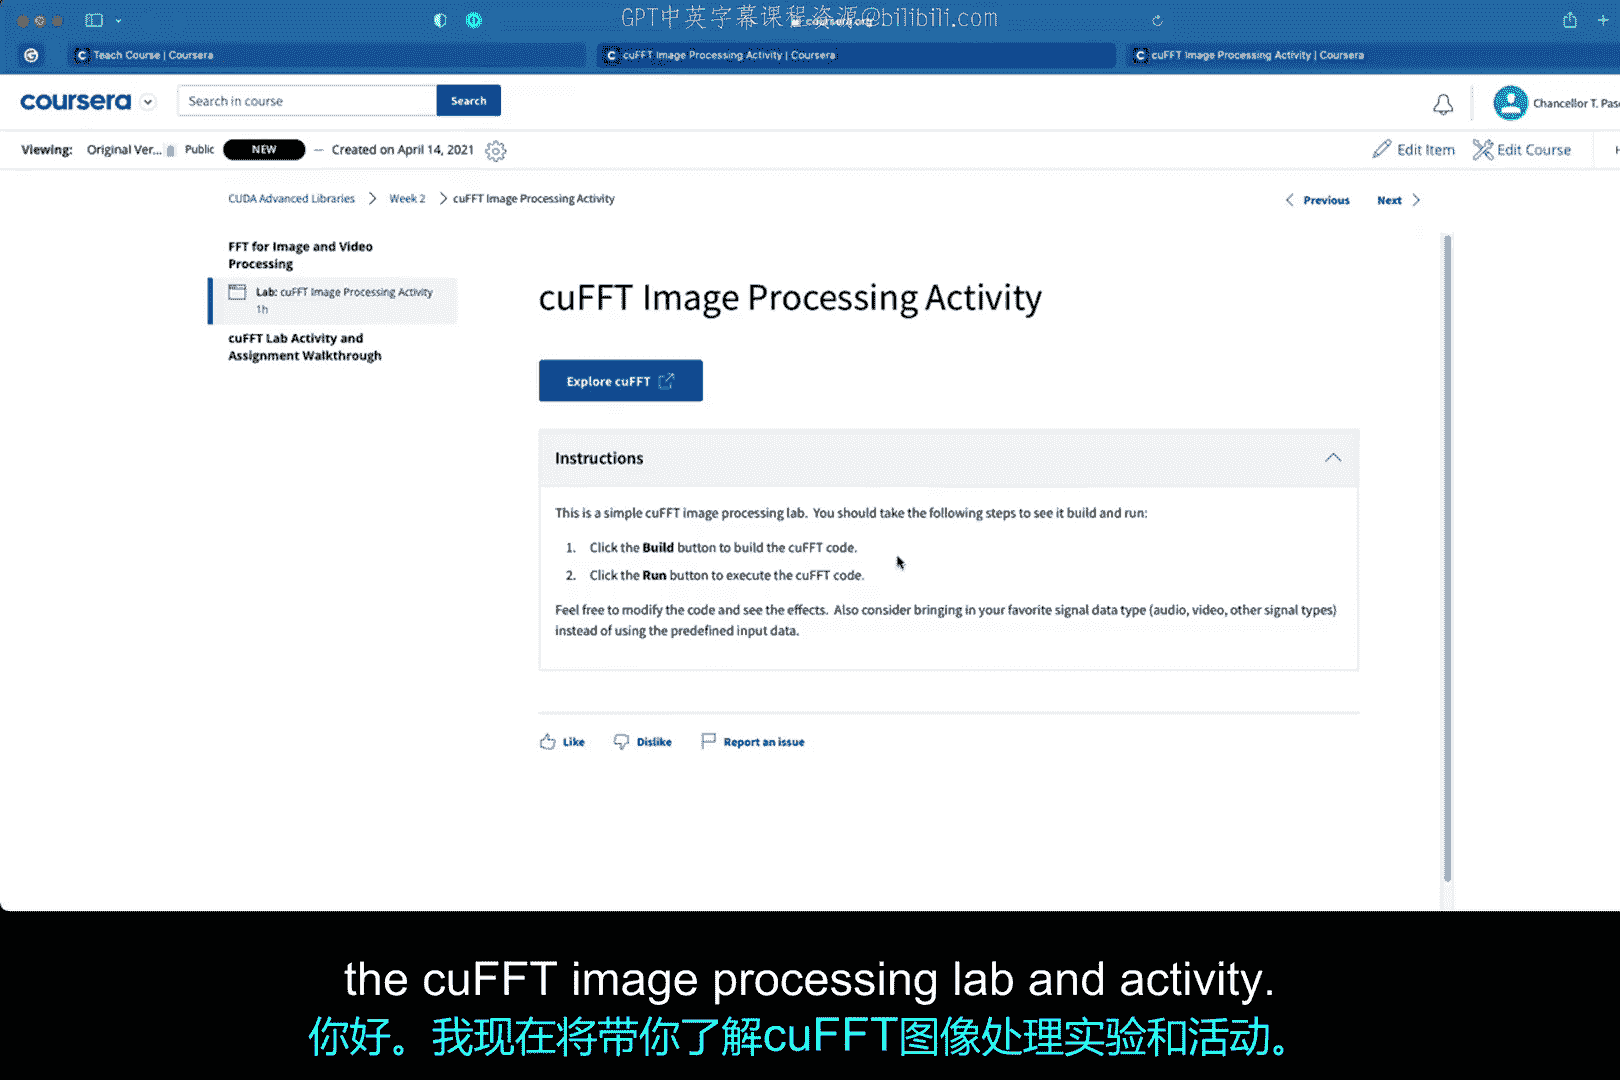 GPT中英字幕课程资源@bilibili.com
Teach Course | Coursera
cuFFT Image Processing Activity | Coursera
cuFFT Image Processing Activity | Coursera
coursera
Search in course
Search
Chancellor T. Pas
Viewing:
Original Ver...
Public
NEW
— Created on April 14, 2021
Edit Item
Edit Course
CUDA Advanced Libraries
Week 2
cuFFT Image Processing Activity
Previous
Next
FFT for Image and Video
Processing
Lab: cuFFT Image Processing Activity
1h
cuFFT Lab Activity and
Assignment Walkthrough
cuFFT Image Processing Activity
Explore cuFFT
Instructions
This is a simple cuFFT image processing lab. You should take the following steps to see it build and run:
1. Click the Build button to build the cuFFT code.
2. Click the Run button to execute the cuFFT code.
Feel free to modify the code and see the effects. Also consider bringing in your favorite signal data type (audio, video, other signal types)
instead of using the predefined input data.
Like
Dislike
Report an issue
the cuFFT image processing lab and activity.
你好。我现在将带你了解cuFFT图像处理实验和活动。